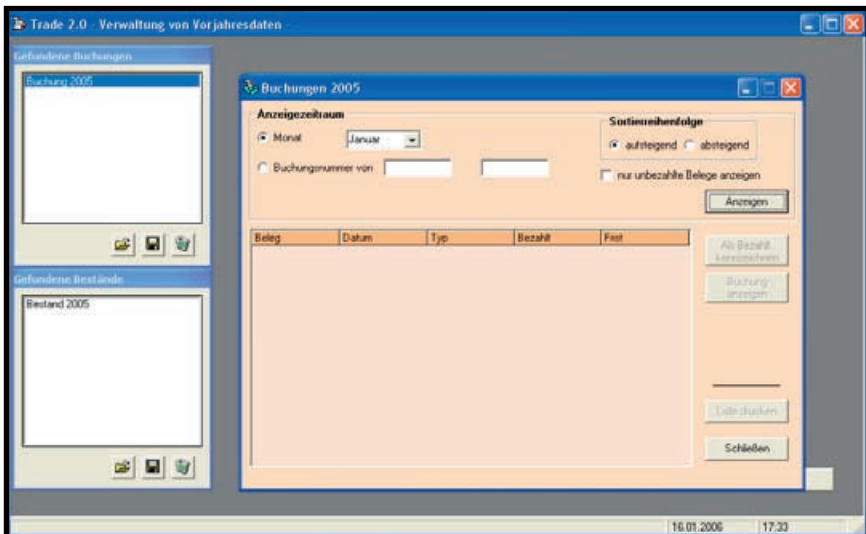 Trade 2.0 - Verwaltung von Vorjahresdaten
Gefundene Buchungen
Buchung 2005
Gefundene Bestände
Bestand 2005
Buchungen 2005
Anzeigezeitraum
Monat
Januar
Buchungsnummer von
Sortierreihenfolge
aufsteigend
absteigend
nur unbezahlte Belege anzeigen
Anzeigen
Beleg
Datum
Typ
Bezahlt
Frist
Als Bezahlt
kennzeichnen
Buchung
anzeigen
Liste drucken
Schließen
16.01.2006
17:33